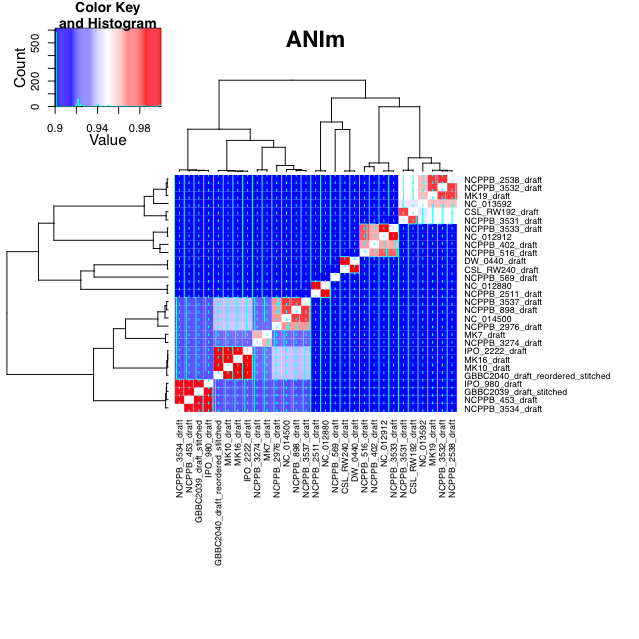 Color Key
and Histogram
Count
0 200 500
0.9 0.94 0.98
Value
ANIm
NCPPB_2538_draft
NCPPB_3532_draft
MK19_draft
NC_013592
CSL_RW192_draft
NCPPB_3531_draft
NCPPB_3533_draft
NC_012912
NCPPB_402_draft
NCPPB_516_draft
DW_0440_draft
CSL_RW240_draft
NCPPB_569_draft
NC_012880
NCPPB_2511_draft
NCPPB_3537_draft
NCPPB_898_draft
NC_014500
NCPPB_2976_draft
MK7_draft
NCPPB_3274_draft
IPO_2222_draft
MK16_draft
MK10_draft
GBBC2040_draft_reordered_stitched
IPO_980_draft
GBBC2039_draft_stitched
NCPPB_453_draft
NCPPB_3534_draft
NCPPB_3534_draft
NCPPB_453_draft
GBBC2039_draft_stitched
IPO_980_draft
GBBC2040_draft_reordered_stitched
MK10_draft
MK16_draft
IPO_2222_draft
NCPPB_3274_draft
MK7_draft
NCPPB_2976_draft
NC_014500
NCPPB_898_draft
NCPPB_3537_draft
NCPPB_2511_draft
NC_012880
NCPPB_569_draft
CSL_RW240_draft
DW_0440_draft
NCPPB_516_draft
NCPPB_402_draft
NC_012912
NCPPB_3533_draft
NCPPB_3531_draft
CSL_RW192_draft
NC_013592
MK19_draft
NCPPB_3532_draft
NCPPB_2538_draft